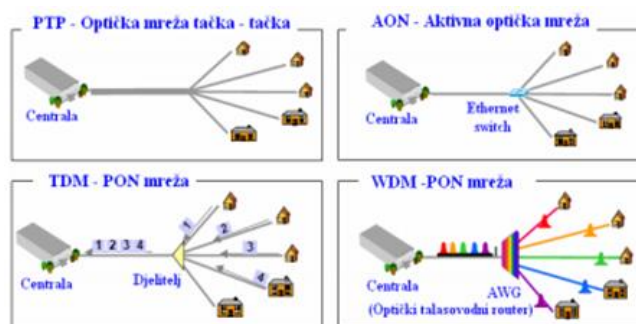 PTP - Optička mreža tačka - tačka
Centrala
AON - Aktivna optička mreža
Centrala
Ethernet
switch
TDM - PON mreža
1 2 3 4
1
2
3
4
Centrala
Djelitelj
WDM -PON mreža
Centrala
AWG
(Optički talasovodni router)